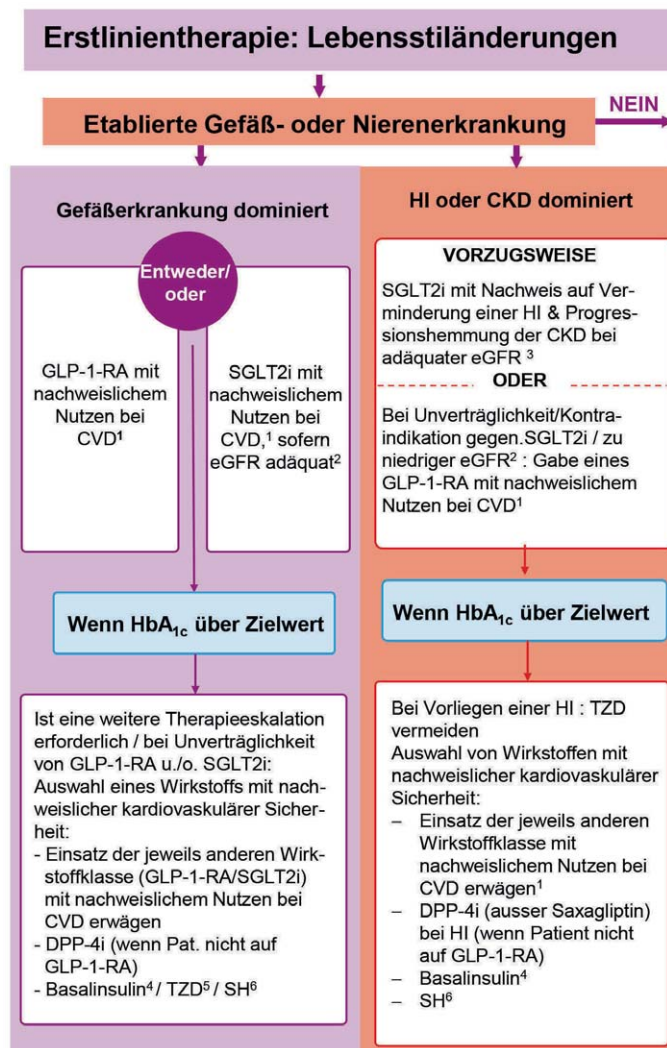 Erstlinientherapie: Lebensstiländerungen
NEIN
Etablierte Gefäß- oder Nierenerkrankung
Gefäßerkrankung dominiert
Entweder/
oder
GLP-1-RA mit
nachweislichem
Nutzen bei
CVD¹
SGLT2i mit
nachweislichem
Nutzen bei
CVD,¹ sofern
eGFR adäquat²
Wenn HbA1c über Zielwert
Ist eine weitere Therapieeskalation
erforderlich / bei Unverträglichkeit
von GLP-1-RA u./o. SGLT2i:
Auswahl eines Wirkstoffs mit nach-
weislicher kardiovaskulärer Sicher-
heit:
- Einsatz der jeweils anderen Wirk-
stoffklasse (GLP-1-RA/SGLT2i)
mit nachweislichem Nutzen bei
CVD erwägen
- DPP-4i (wenn Pat. nicht auf
GLP-1-RA)
- Basalinsulin⁴ / TZD⁵ / SH⁶
HI oder CKD dominiert
VORZUGSWEISE
SGLT2i mit Nachweis auf Ver-
minderung einer HI & Progres-
sionshemmung der CKD bei
adäquater eGFR ³
ODER
Bei Unverträglichkeit/Kontra-
indikation gegen.SGLT2i / zu
niedriger eGFR² : Gabe eines
GLP-1-RA mit nachweislichem
Nutzen bei CVD¹
Wenn HbA1c über Zielwert
Bei Vorliegen einer HI : TZD
vermeiden
Auswahl von Wirkstoffen mit
nachweislicher kardiovaskulärer
Sicherheit:
– Einsatz der jeweils anderen
Wirkstoffklasse mit
nachweislichem Nutzen bei
CVD erwägen¹
– DPP-4i (ausser Saxagliptin)
bei HI (wenn Patient nicht
auf GLP-1-RA)
– Basalinsulin⁴
– SH⁶